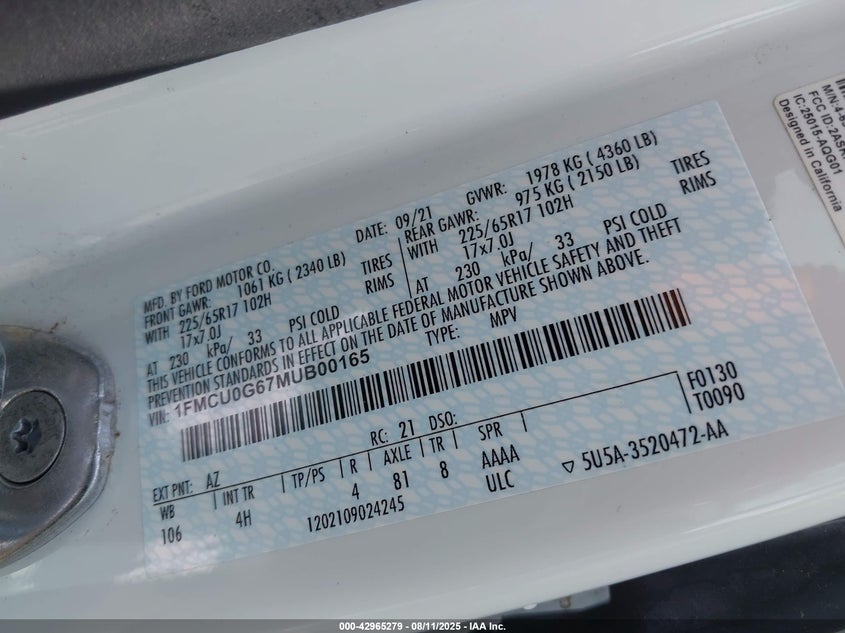 MFD. BY FORD MOTOR CO.
DATE: 09/21
GVWR: 1978 KG ( 4360 LB)
FRONT GAWR: 1061 KG ( 2340 LB)
REAR GAWR: 975 KG ( 2150 LB)
WITH 225/65R17 102H TIRES
WITH 225/65R17 102H TIRES
17x7.0J RIMS
17x7.0J RIMS
AT 230 kPa/ 33 PSI COLD
AT 230 kPa/ 33 PSI COLD
THIS VEHICLE CONFORMS TO ALL APPLICABLE FEDERAL MOTOR VEHICLE SAFETY AND THEFT
PREVENTION STANDARDS IN EFFECT ON THE DATE OF MANUFACTURE SHOWN ABOVE.
VIN: 1FMCU0G67MUB00165
TYPE: MPV
F0130
T0090
EXT PNT: AZ
RC: 21 DSO:
WB INT TR TP/PS R AXLE TR SPR
106 4H 4 81 8 AAAA
ULC
1202109024245
5U5A-3520472-AA
IC:25015-AQG01
Designed in California
000-42965279 - 08/11/2025 - IAA Inc.